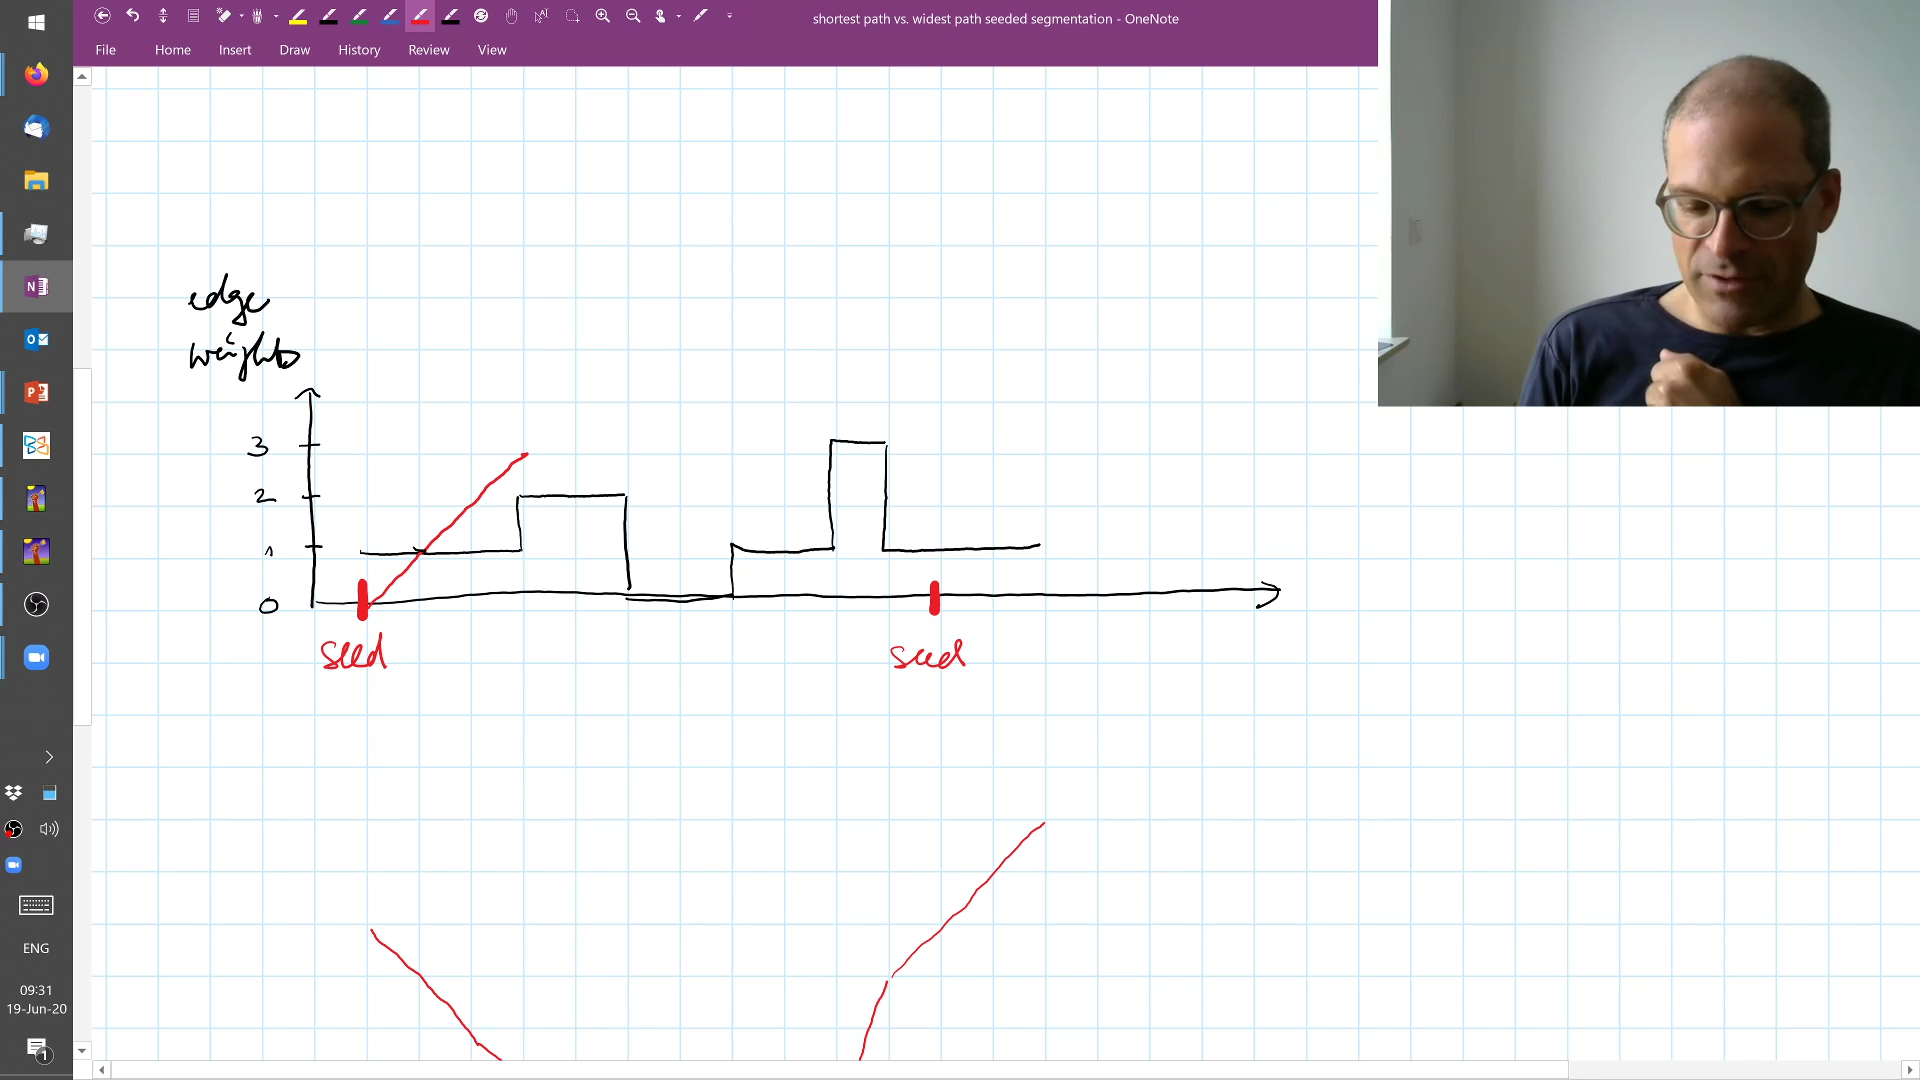 shortest path vs. widest path seeded segmentation - OneNote
File Home Insert Draw History Review View
edge
weights
3
2
1
0
seed seed
ENG
09:31
19-Jun-20
1